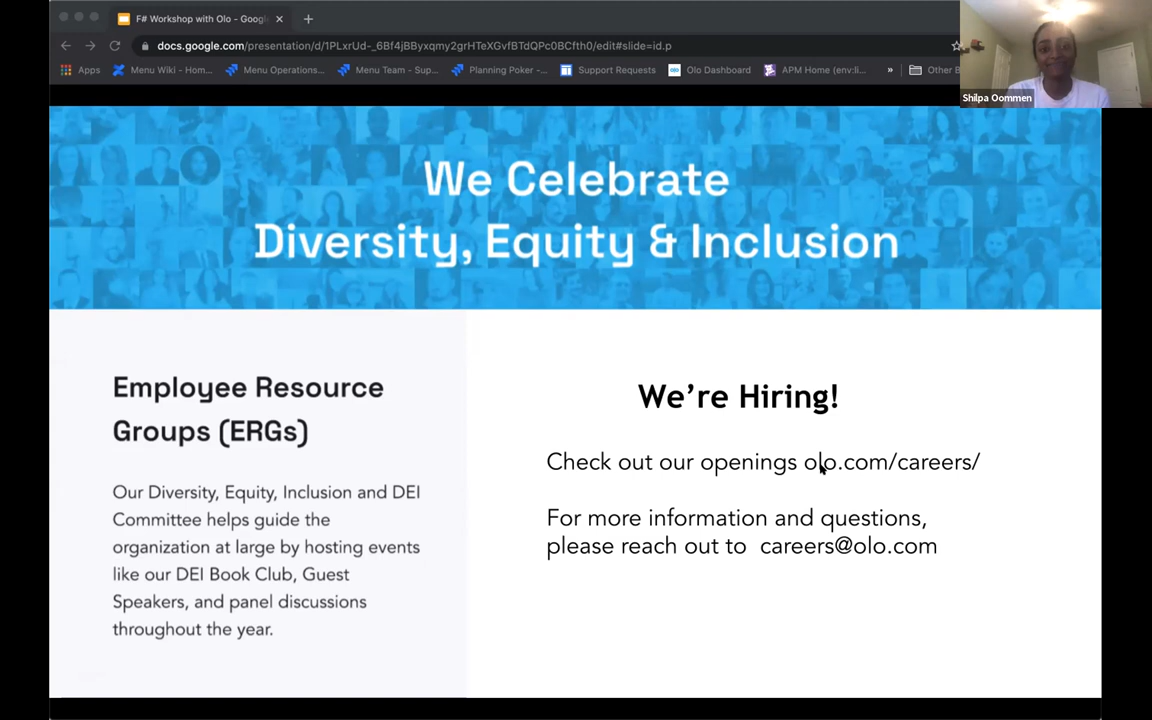 F# Workshop with Olo - Googl
docs.google.com/presentation/d/1PLxrUd-_6Bf4jBByxqmy2grHTeXGvfBTdQPc0BCfth0/edit#slide=id.p
Apps
Menu Wiki - Hom...
Menu Operations...
Menu Team - Sup...
Planning Poker -...
Support Requests
olo
Olo Dashboard
APM Home (env:li...
»
Other B
Shilpa Oommen
We Celebrate
Diversity, Equity & Inclusion
Employee Resource
Groups (ERGs)
Our Diversity, Equity, Inclusion and DEI
Committee helps guide the
organization at large by hosting events
like our DEI Book Club, Guest
Speakers, and panel discussions
throughout the year.
We're Hiring!
Check out our openings olo.com/careers/
For more information and questions,
please reach out to careers@olo.com